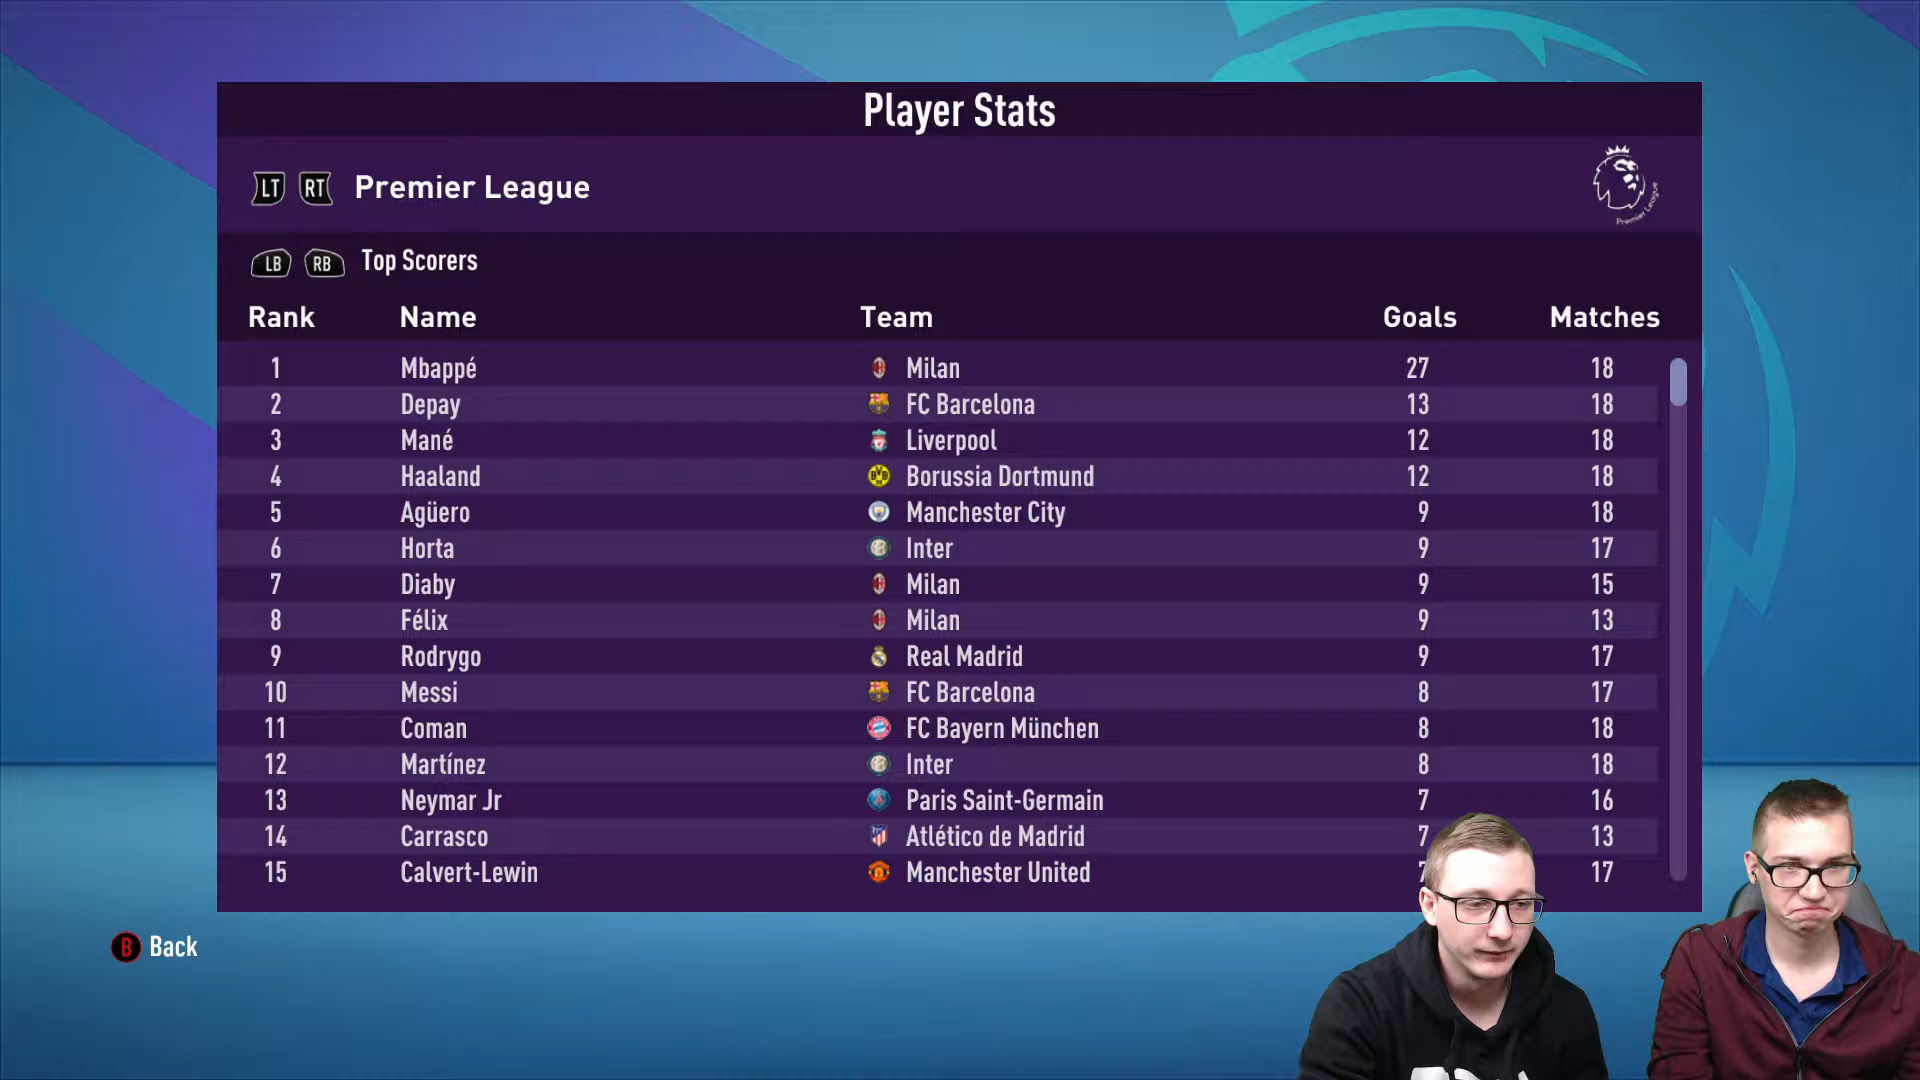 Player Stats
LT RT Premier League
Premier League
LB RB Top Scorers
Rank Name Team Goals Matches
1 Mbappé Milan 27 18
2 Depay FC Barcelona 13 18
3 Mané Liverpool 12 18
4 Haaland Borussia Dortmund 12 18
5 Agüero Manchester City 9 18
6 Horta Inter 9 17
7 Diaby Milan 9 15
8 Félix Milan 9 13
9 Rodrygo Real Madrid 9 17
10 Messi FC Barcelona 8 17
11 Coman FC Bayern München 8 18
12 Martínez Inter 8 18
13 Neymar Jr Paris Saint-Germain 7 16
14 Carrasco Atlético de Madrid 7 13
15 Calvert-Lewin Manchester United 7 17
B Back